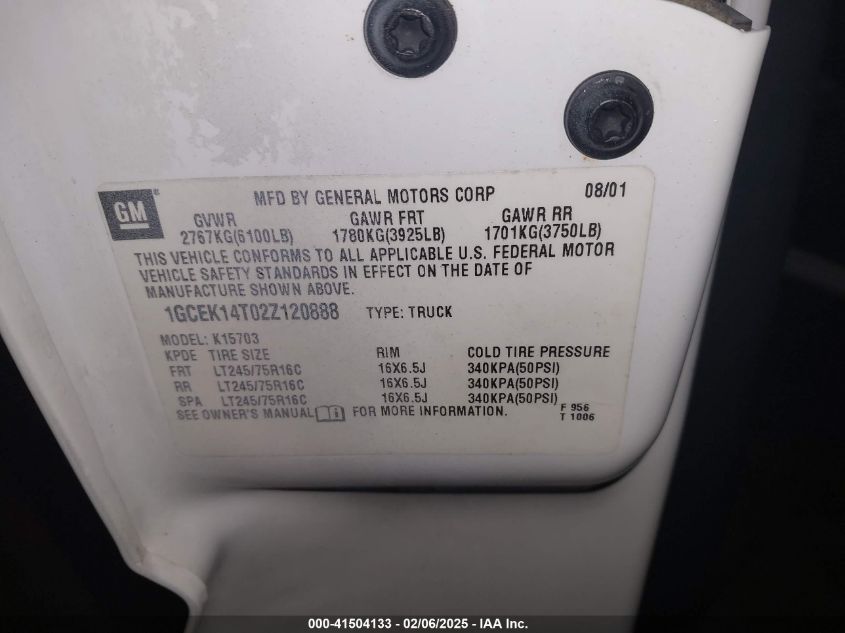 GM
MFD BY GENERAL MOTORS CORP 08/01
GVWR GAWR FRT GAWR RR
2767KG(6100LB) 1780KG(3925LB) 1701KG(3750LB)
THIS VEHICLE CONFORMS TO ALL APPLICABLE U.S. FEDERAL MOTOR
VEHICLE SAFETY STANDARDS IN EFFECT ON THE DATE OF
MANUFACTURE SHOWN ABOVE.
1GCEK14T02Z120888 TYPE: TRUCK
MODEL: K15703
KPDE TIRE SIZE RIM COLD TIRE PRESSURE
FRT LT245/75R16C 16X6.5J 340KPA(50PSI)
RR LT245/75R16C 16X6.5J 340KPA(50PSI)
SPA LT245/75R16C 16X6.5J 340KPA(50PSI)
SEE OWNER'S MANUAL FOR MORE INFORMATION.
F 956
T 1006
000-41504133 - 02/06/2025 - IAA Inc.